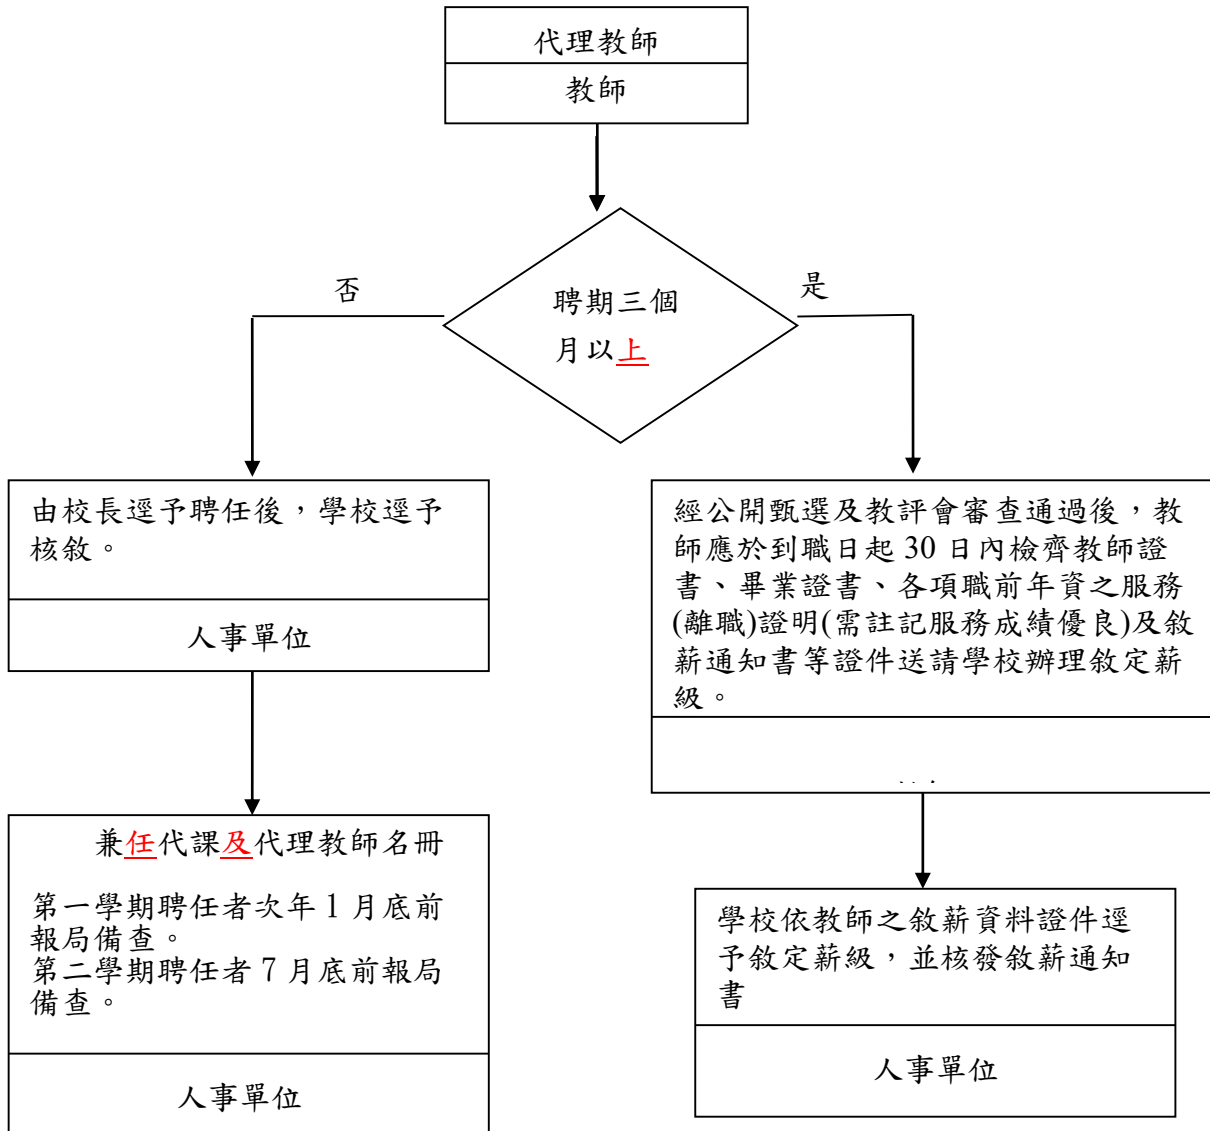 代理教師
教師
聘期三個
月以上
否
是
由校長逕予聘任後，學校逕予
核敘。
人事單位
經公開甄選及教評會審查通過後，教
師應於到職日起 30 日內檢齊教師證
書、畢業證書、各項職前年資之服務
(離職)證明(需註記服務成績優良)及敘
薪通知書等證件送請學校辦理敘定薪
級。
兼任代課及代理教師名冊
第一學期聘任者次年 1 月底前
報局備查。
第二學期聘任者 7 月底前報局
備查。
人事單位
學校依教師之敘薪資料證件逕
予敘定薪級，並核發敘薪通知
書
人事單位